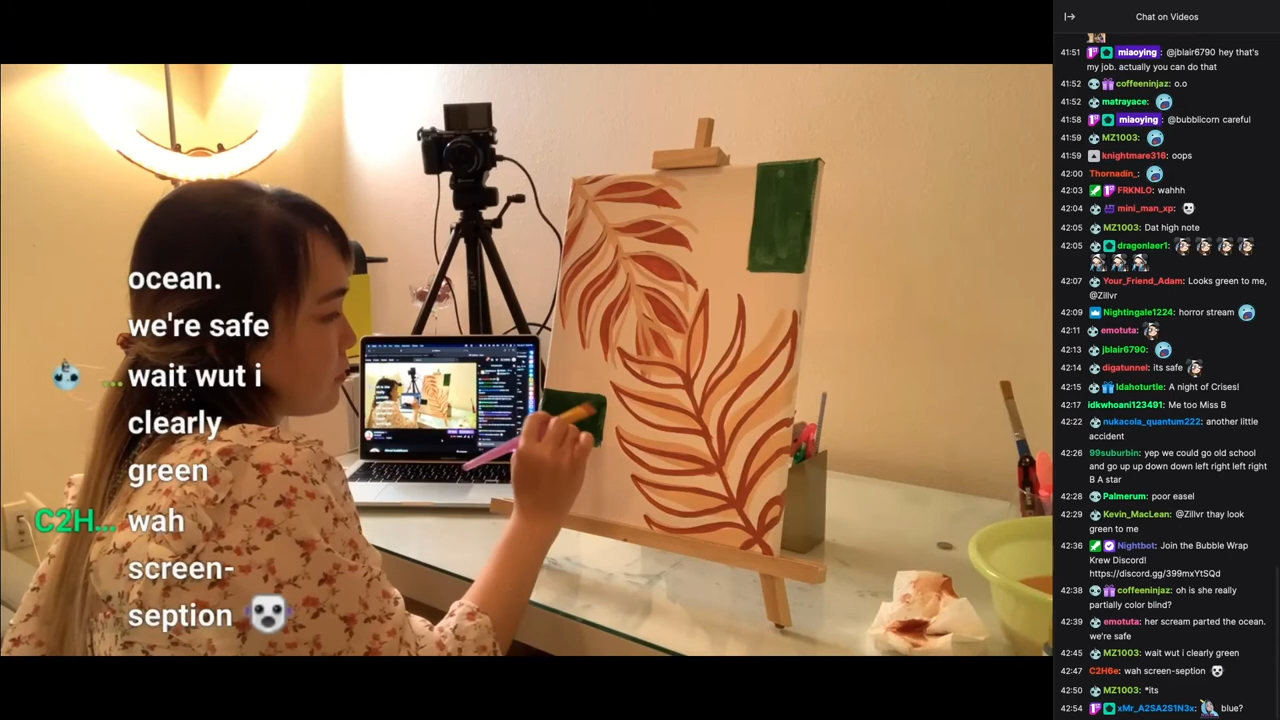 ocean.
we're safe
... wait wut i
clearly
green
C2H... wah
screen-
seption
Chat on Videos
41:51 miaoying : @jblair6790 hey that's
my job. actually you can do that
41:52 coffeeninjaz: o.o
41:52 matrayace:
41:58 miaoying : @bubblicorn careful
41:59 MZ1003:
41:59 knightmare316: oops
42:00 Thornadin_:
42:03 FRKNLO: wahhh
42:04 mini_man_xp:
42:05 MZ1003: Dat high note
42:05 dragonlaer1:
42:07 Your_Friend_Adam: Looks green to me,
@Zillvr
42:09 Nightingale1224: horror stream
42:11 emotuta:
42:13 jblair6790:
42:14 digatunnel: its safe
42:15 Idahoturtle: A night of Crises!
42:17 idkwhoani123491: Me too Miss B
42:22 nukacola_quantum222: another little
accident
42:26 99suburbin: yep we could go old school
and go up up down down left right left right
B A star
42:28 Palmerum: poor easel
42:29 Kevin_MacLean: @Zillvr thay look
green to me
42:36 Nightbot: Join the Bubble Wrap
Krew Discord!
https://discord.gg/399mxYtSQd
42:38 coffeeninjaz: oh is she really
partially color blind?
42:39 emotuta: her scream parted the ocean.
we're safe
42:45 MZ1003: wait wut i clearly green
42:47 C2H6e: wah screen-seption
42:50 MZ1003: *its
42:54 xMr_A2SA2S1N3x: blue?